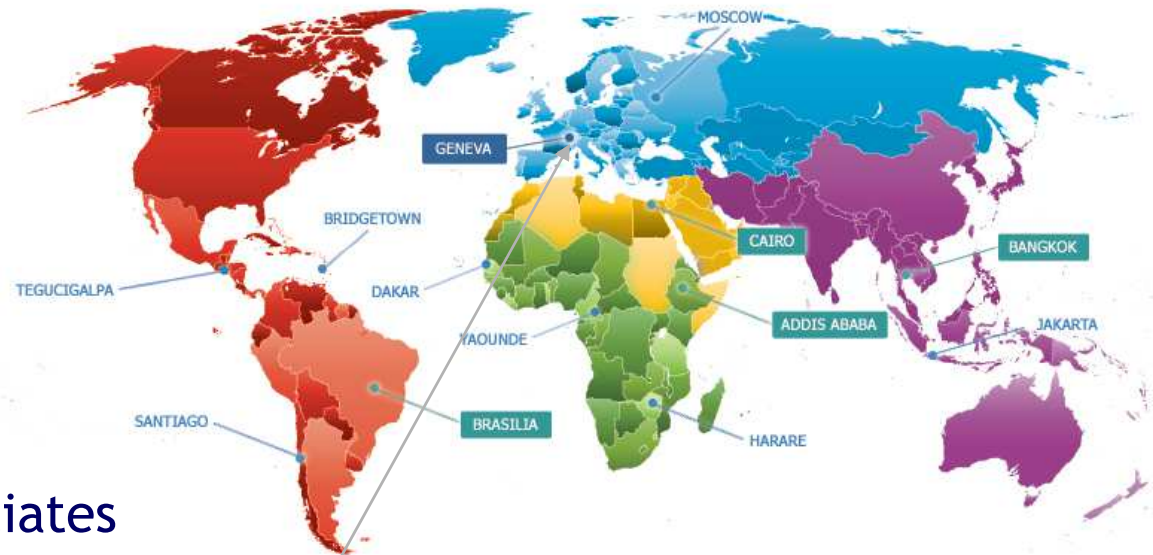 MOSCOW
GENEVA
BRIDGETOWN
CAIRO
BANGKOK
TEGUCIGALPA
DAKAR
ADDIS ABABA
YAOUNDE
JAKARTA
SANTIAGO
BRASILIA
HARARE
iates